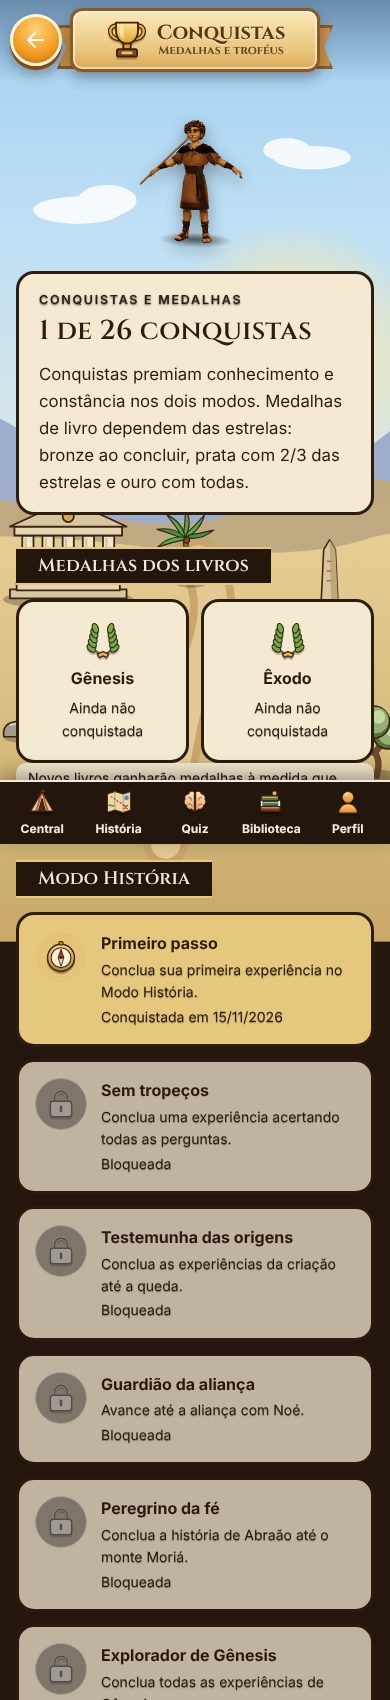 Conquistas
Medalhas e troféus
CONQUISTAS E MEDALHAS
1 de 26 conquistas
Conquistas premiam conhecimento e
constância nos dois modos. Medalhas
de livro dependem das estrelas:
bronze ao concluir, prata com 2/3 das
estrelas e ouro com todas.
Medalhas dos livros
Gênesis
Ainda não
conquistada
Êxodo
Ainda não
conquistada
Novos livros ganharão medalhas à medida que
Central
História
Quiz
Biblioteca
Perfil
Modo História
Primeiro passo
Conclua sua primeira experiência no
Modo História.
Conquistada em 15/11/2026
Sem tropeços
Conclua uma experiência acertando
todas as perguntas.
Bloqueada
Testemunha das origens
Conclua as experiências da criação
até a queda.
Bloqueada
Guardião da aliança
Avance até a aliança com Noé.
Bloqueada
Peregrino da fé
Conclua a história de Abraão até o
monte Moriá.
Bloqueada
Explorador de Gênesis
Conclua todas as experiências de